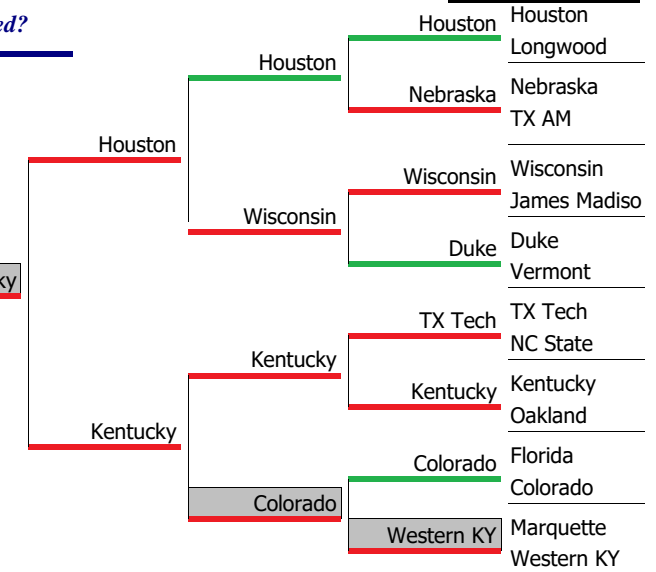 ed?
Houston
Houston
Longwood
Houston
Nebraska
Nebraska
TX AM
Houston
Wisconsin
Wisconsin
James Madiso
Wisconsin
Duke
Duke
Vermont
ky
TX Tech
TX Tech
NC State
Kentucky
Kentucky
Kentucky
Oakland
Kentucky
Colorado
Florida
Colorado
Colorado
Western KY
Marquette
Western KY